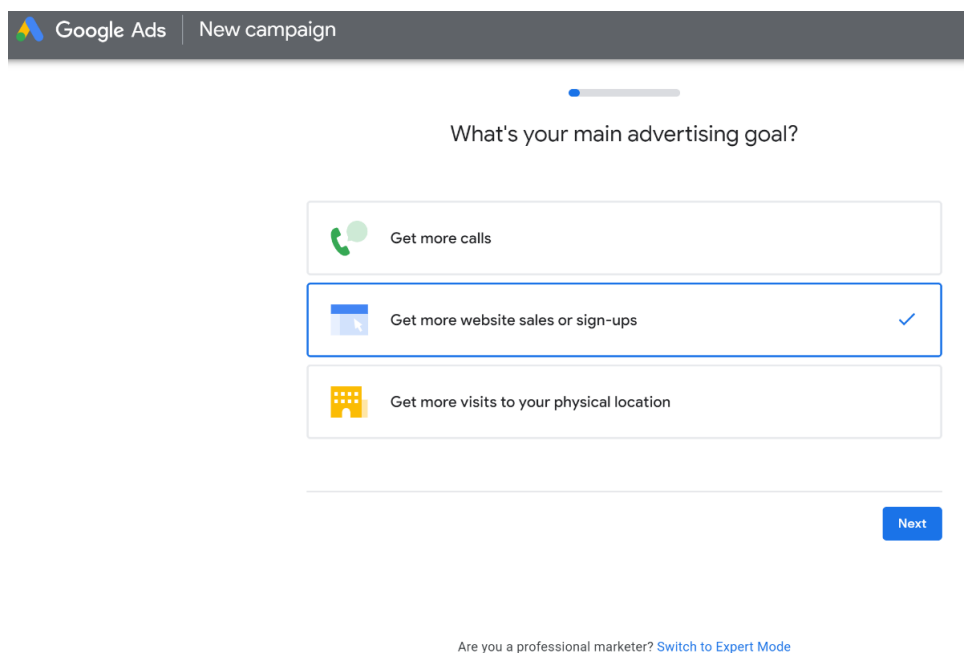 Google Ads New campaign
What's your main advertising goal?
Get more calls
Get more website sales or sign-ups
Get more visits to your physical location
Next
Are you a professional marketer? Switch to Expert Mode